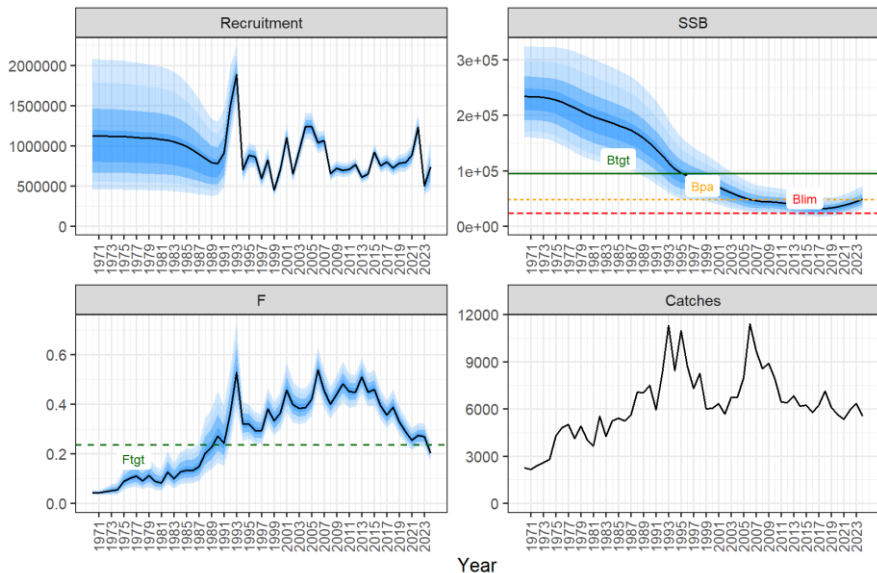 Recruitment
SSB
2000000
1500000
1000000
500000
0
3e+05
2e+05
1e+05
0e+00
Btgt
Bpa
Blim
1971 1973 1975 1977 1979 1981 1983 1985 1987 1989 1991 1993 1995 1997 1999 2001 2003 2005 2007 2009 2011 2013 2015 2017 2019 2021 2023
1971 1973 1975 1977 1979 1981 1983 1985 1987 1989 1991 1993 1995 1997 1999 2001 2003 2005 2007 2009 2011 2013 2015 2017 2019 2021 2023
F
Catches
0.6
0.4
0.2
0.0
Ftgt
12000
9000
6000
3000
0
1971 1973 1975 1977 1979 1981 1983 1985 1987 1989 1991 1993 1995 1997 1999 2001 2003 2005 2007 2009 2011 2013 2015 2017 2019 2021 2023
1971 1973 1975 1977 1979 1981 1983 1985 1987 1989 1991 1993 1995 1997 1999 2001 2003 2005 2007 2009 2011 2013 2015 2017 2019 2021 2023
Year